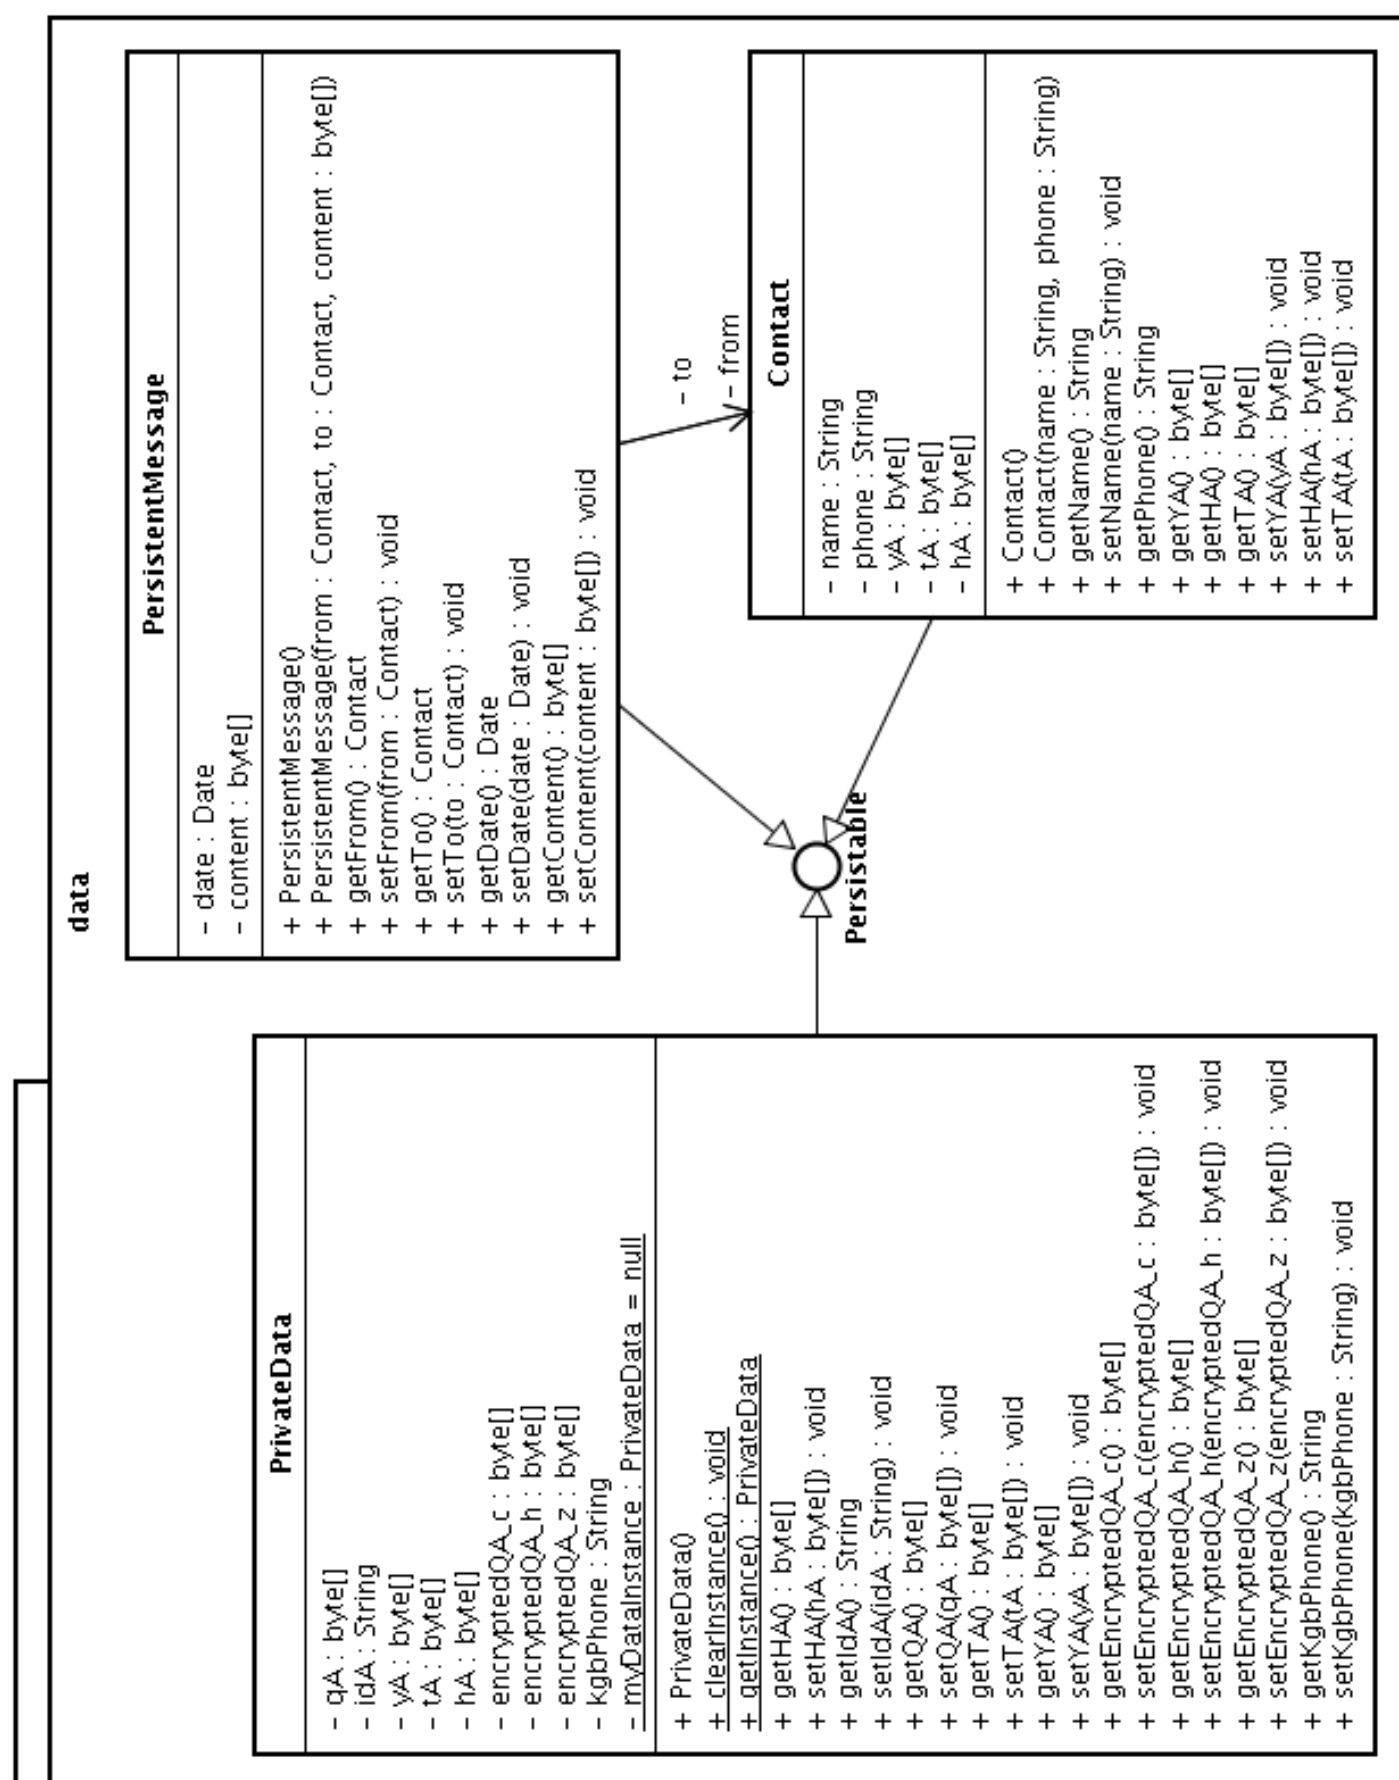 data
PrivateData
- qA : byte[]
- idA : String
- yA : byte[]
- tA : byte[]
- hA : byte[]
- encryptedQA_c : byte[]
- encryptedQA_h : byte[]
- encryptedQA_z : byte[]
- kgbPhone : String
- myDataInstance : PrivateData = null
+ PrivateData()
+ clearInstance() : void
+ getInstance() : PrivateData
+ getHA() : byte[]
+ setHA(hA : byte[]) : void
+ getIdA() : String
+ setIdA(idA : String) : void
+ getQA() : byte[]
+ setQA(qA : byte[]) : void
+ getTA() : byte[]
+ setTA(tA : byte[]) : void
+ getYA() : byte[]
+ setYA(yA : byte[]) : void
+ getEncryptedQA_c() : byte[]
+ setEncryptedQA_c(encryptedQA_c : byte[]) : void
+ getEncryptedQA_h() : byte[]
+ setEncryptedQA_h(encryptedQA_h : byte[]) : void
+ getEncryptedQA_z() : byte[]
+ setEncryptedQA_z(encryptedQA_z : byte[]) : void
+ getKgbPhone() : String
+ setKgbPhone(kgbPhone : String) : void
PersistentMessage
- date : Date
- content : byte[]
+ PersistentMessage()
+ PersistentMessage(from : Contact, to : Contact, content : byte[])
+ getFrom() : Contact
+ setFrom(from : Contact) : void
+ getTo() : Contact
+ setTo(to : Contact) : void
+ getDate() : Date
+ setDate(date : Date) : void
+ getContent() : byte[]
+ setContent(content : byte[]) : void
- to
- from
Persistable
Contact
- name : String
- phone : String
- yA : byte[]
- tA : byte[]
- hA : byte[]
+ Contact()
+ Contact(name : String, phone : String)
+ getName() : String
+ setName(name : String) : void
+ getPhone() : String
+ getYA() : byte[]
+ getHA() : byte[]
+ getTA() : byte[]
+ setYA(yA : byte[]) : void
+ setHA(hA : byte[]) : void
+ setTA(tA : byte[]) : void